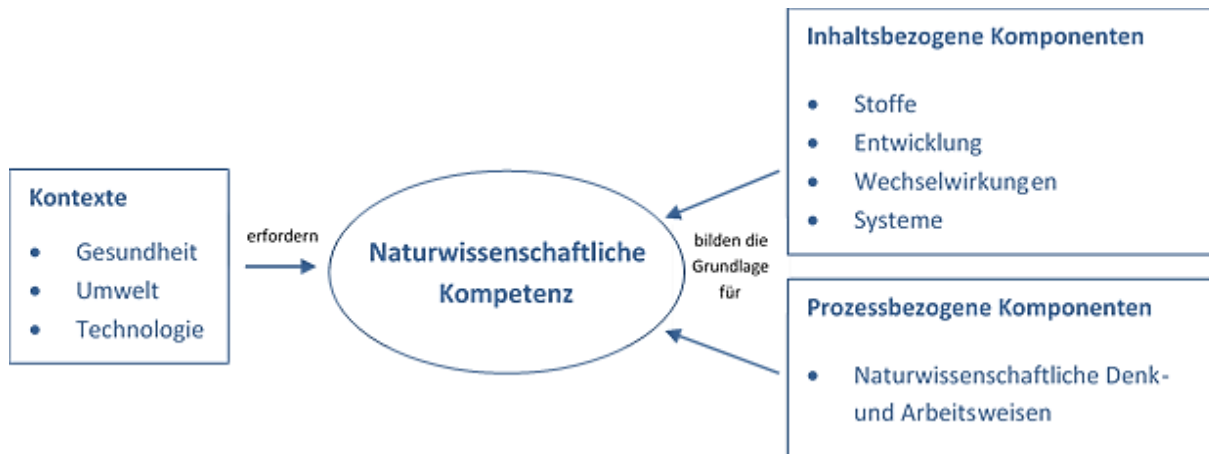 Kontexte
• Gesundheit
• Umwelt
• Technologie
erfordern
Naturwissenschaftliche
Kompetenz
bilden die
Grundlage
für
Inhaltsbezogene Komponenten
• Stoffe
• Entwicklung
• Wechselwirkungen
• Systeme
Prozessbezogene Komponenten
• Naturwissenschaftliche Denk-
und Arbeitsweisen